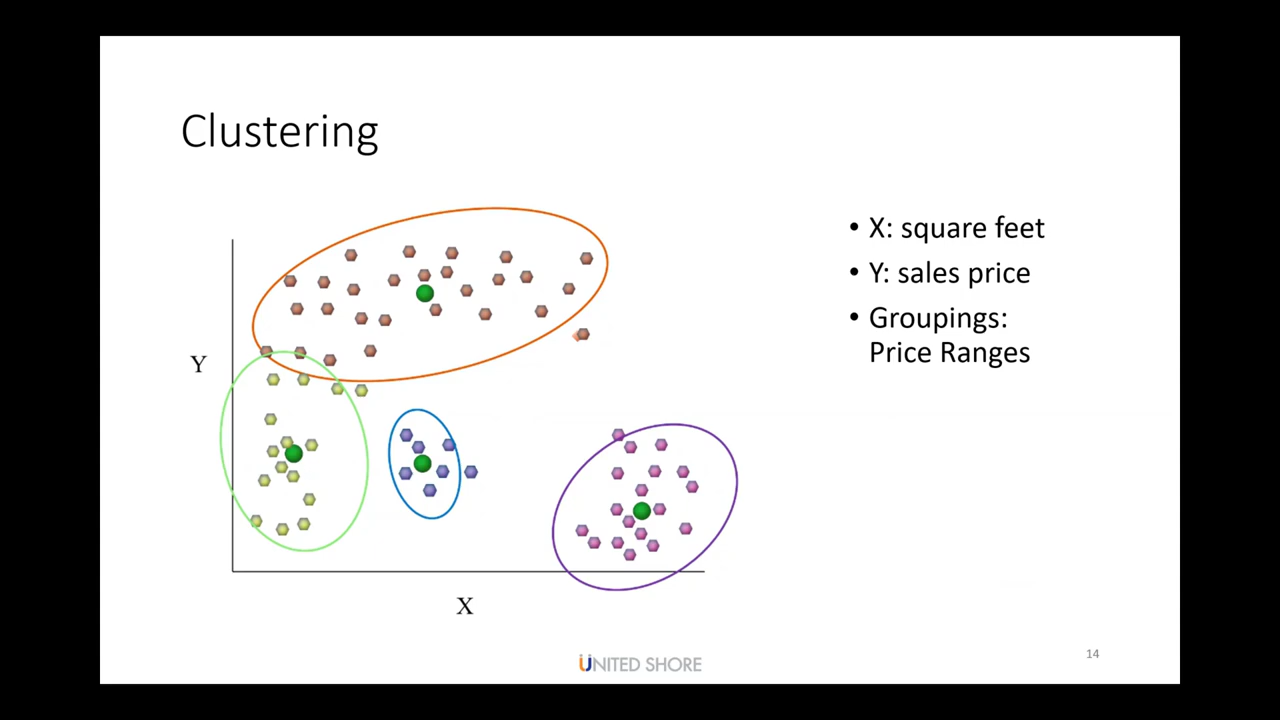 Clustering
• X: square feet
• Y: sales price
• Groupings:
Price Ranges
Y
X
UNITED SHORE
14